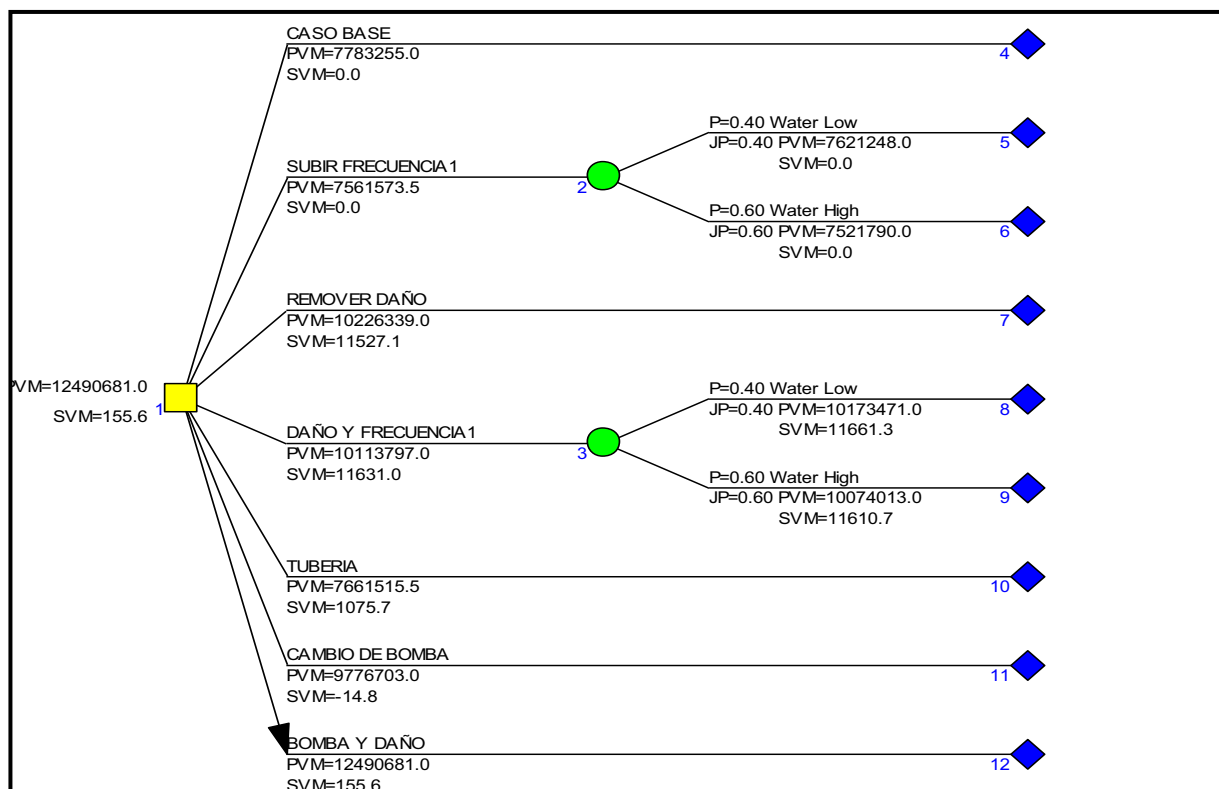 CASO BASE
PVM=7783255.0
SVM=0.0
4
P=0.40 Water Low
JP=0.40 PVM=7621248.0
SVM=0.0
5
SUBIR FRECUENCIA1
PVM=7561573.5
SVM=0.0
2
P=0.60 Water High
JP=0.60 PVM=7521790.0
SVM=0.0
6
REMOVER DAÑO
PVM=10226339.0
SVM=11527.1
7
PVM=12490681.0
SVM=155.6
1
P=0.40 Water Low
JP=0.40 PVM=10173471.0
SVM=11661.3
8
DAÑO Y FRECUENCIA1
PVM=10113797.0
SVM=11631.0
3
P=0.60 Water High
JP=0.60 PVM=10074013.0
SVM=11610.7
9
TUBERIA
PVM=7661515.5
SVM=1075.7
10
CAMBIO DE BOMBA
PVM=9776703.0
SVM=-14.8
11
BOMBA Y DAÑO
PVM=12490681.0
SVM=155.6
12